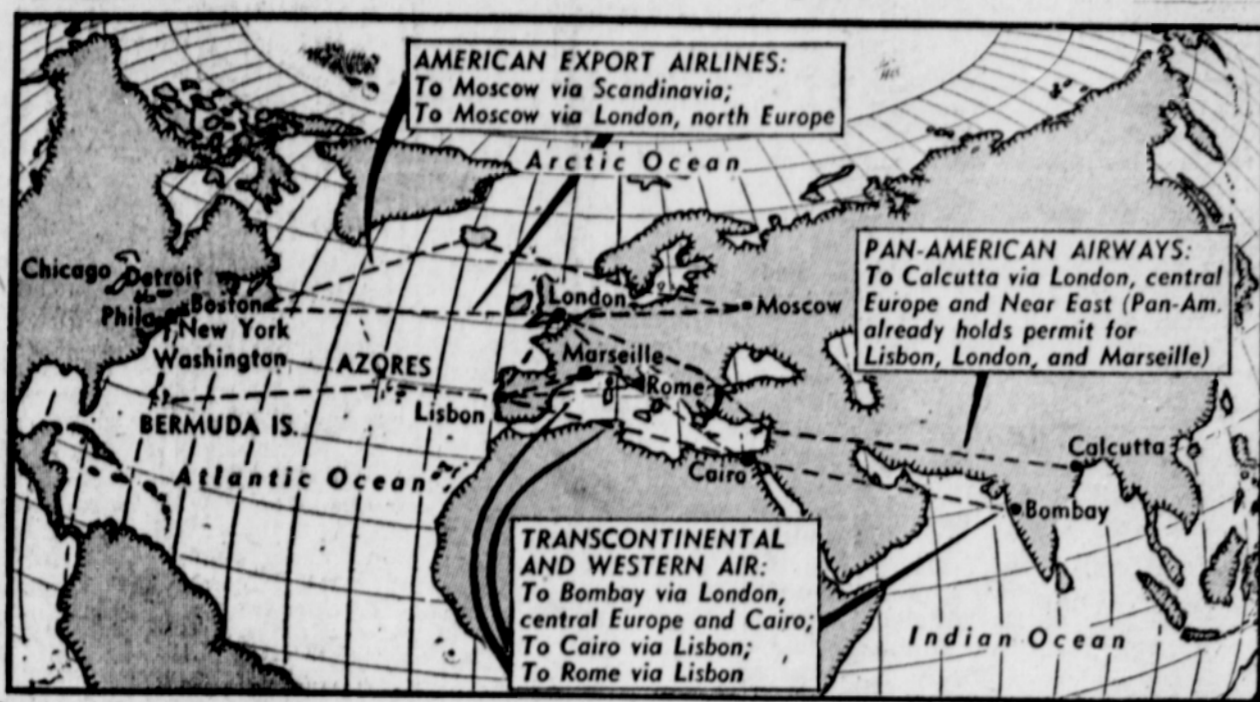 AMERICAN EXPORT AIRLINES:
To Moscow via Scandinavia;
To Moscow via London, north Europe
Arctic Ocean
PAN-AMERICAN AIRWAYS:
To Calcutta via London, central
Europe and Near East (Pan-Am.
already holds permit for
Lisbon, London, and Marseille)
Chicago
Detroit
Boston
Phila.
New York
Washington
London
Moscow
Marseille
AZORES
Rome
Lisbon
BERMUDA IS.
Calcutta
Cairo
Atlantic Ocean
Bombay
TRANSCONTINENTAL
AND WESTERN AIR:
To Bombay via London,
central Europe and Cairo;
To Cairo via Lisbon;
To Rome via Lisbon
Indian Ocean